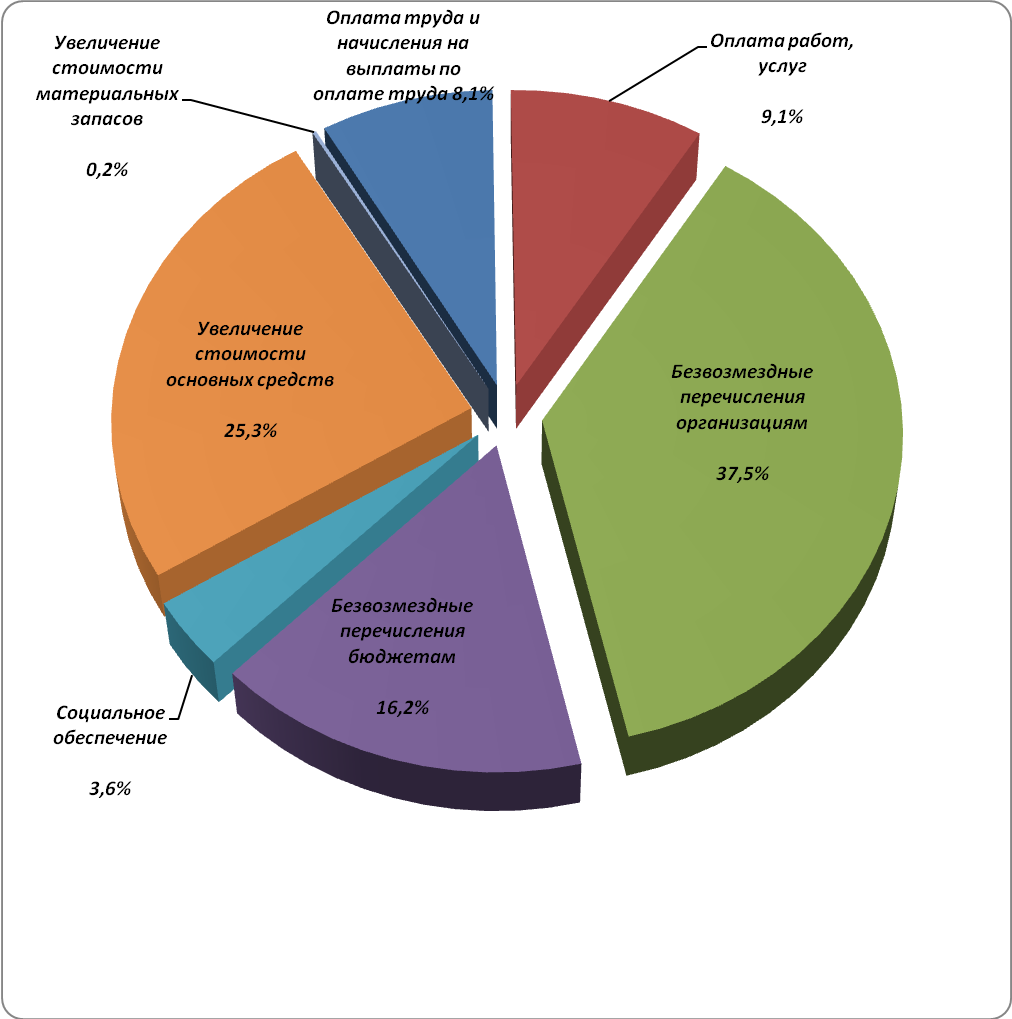 Оплата труда и
начисления на
выплаты по
оплате труда 8,1%
Оплата работ,
услуг
9,1%
Увеличение
стоимости
материальных
запасов
0,2%
Увеличение
стоимости
основных средств
25,3%
Безвозмездные
перечисления
организациям
37,5%
Безвозмездные
перечисления
бюджетам
16,2%
Социальное
обеспечение
3,6%